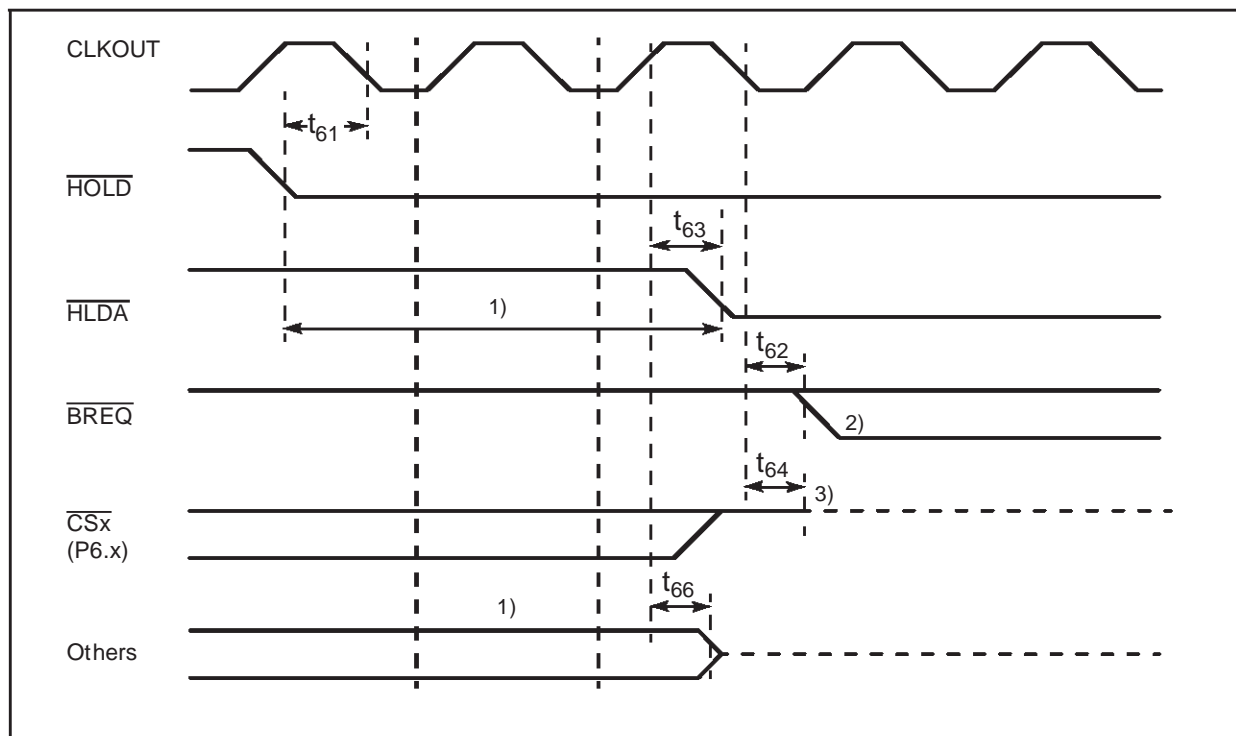 CLKOUT
t61
HOLD
t63
HLDA
1)
t62
BREQ
2)
t64
3)
CSx
(P6.x)
t66
1)
Others